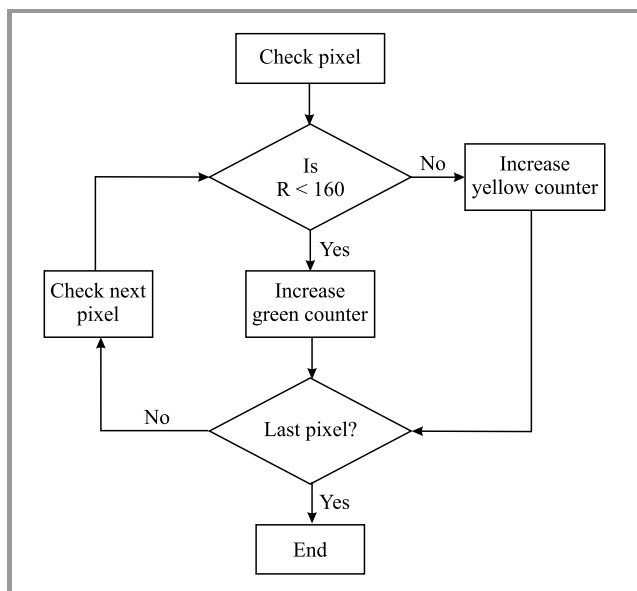 Check pixel
Is
R < 160
No
Increase
yellow counter
Yes
Check next
pixel
Increase
green counter
No
Last pixel?
Yes
End